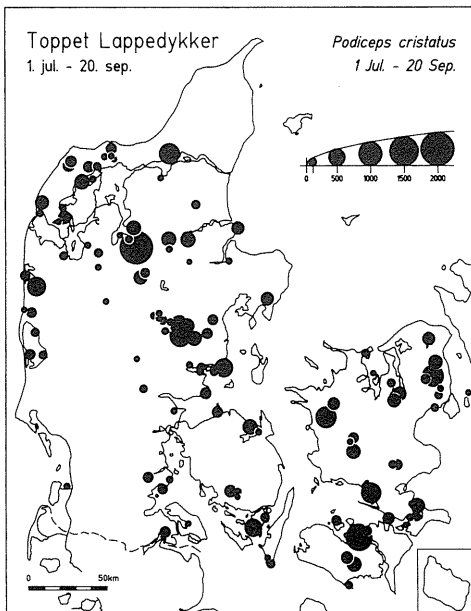 Toppet Lappedykker
1. jul. - 20. sep.
Podiceps cristatus
1 Jul. - 20 Sep.
0 100 500 1000 1500 2000
0 50km